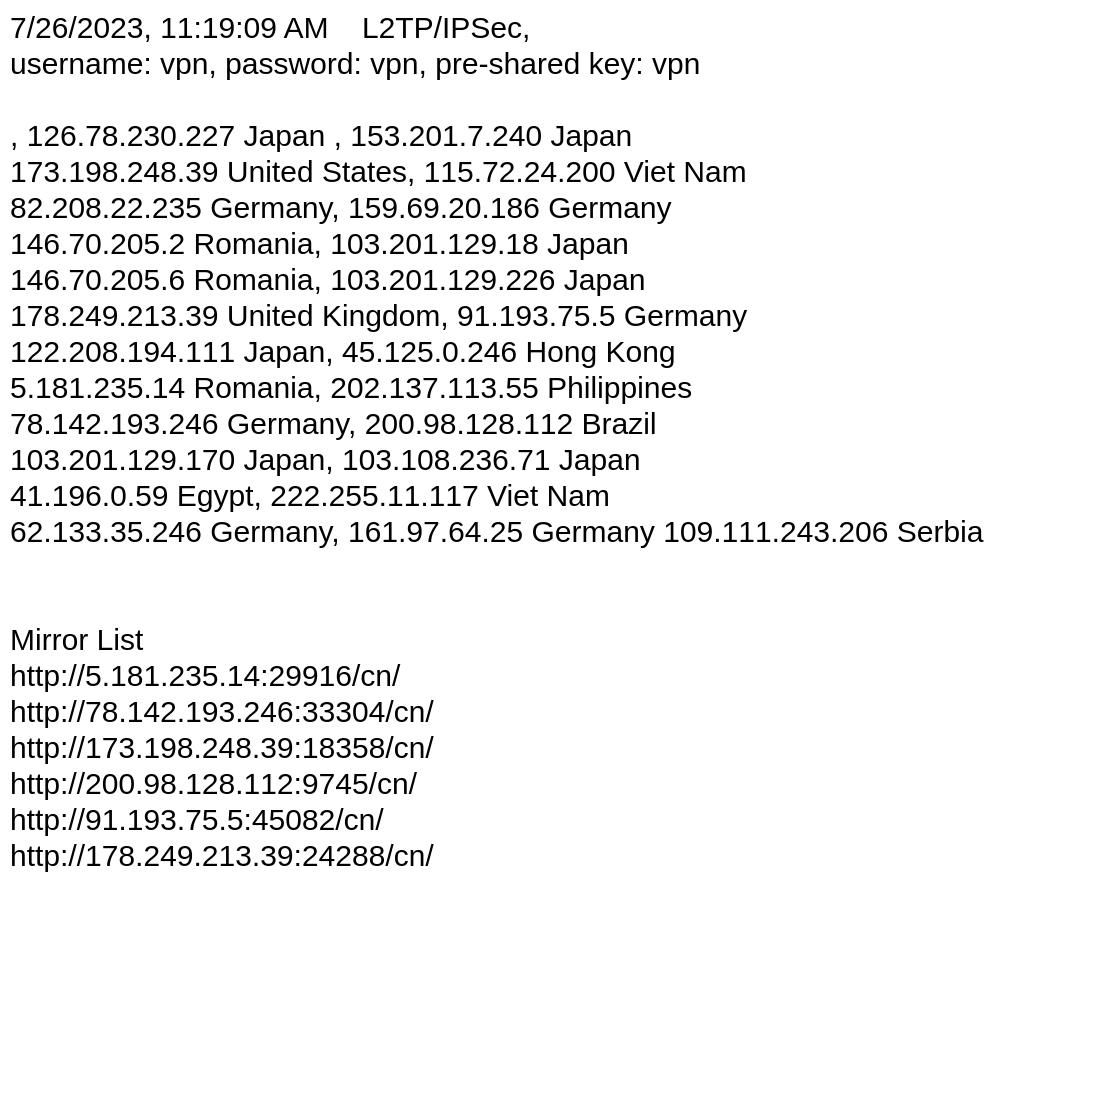 7/26/2023, 11:19:09 AM    L2TP/IPSec,
username: vpn, password: vpn, pre-shared key: vpn
, 126.78.230.227 Japan , 153.201.7.240 Japan
173.198.248.39 United States, 115.72.24.200 Viet Nam
82.208.22.235 Germany, 159.69.20.186 Germany
146.70.205.2 Romania, 103.201.129.18 Japan
146.70.205.6 Romania, 103.201.129.226 Japan
178.249.213.39 United Kingdom, 91.193.75.5 Germany
122.208.194.111 Japan, 45.125.0.246 Hong Kong
5.181.235.14 Romania, 202.137.113.55 Philippines
78.142.193.246 Germany, 200.98.128.112 Brazil
103.201.129.170 Japan, 103.108.236.71 Japan
41.196.0.59 Egypt, 222.255.11.117 Viet Nam
62.133.35.246 Germany, 161.97.64.25 Germany 109.111.243.206 Serbia
Mirror List
http://5.181.235.14:29916/cn/
http://78.142.193.246:33304/cn/
http://173.198.248.39:18358/cn/
http://200.98.128.112:9745/cn/
http://91.193.75.5:45082/cn/
http://178.249.213.39:24288/cn/